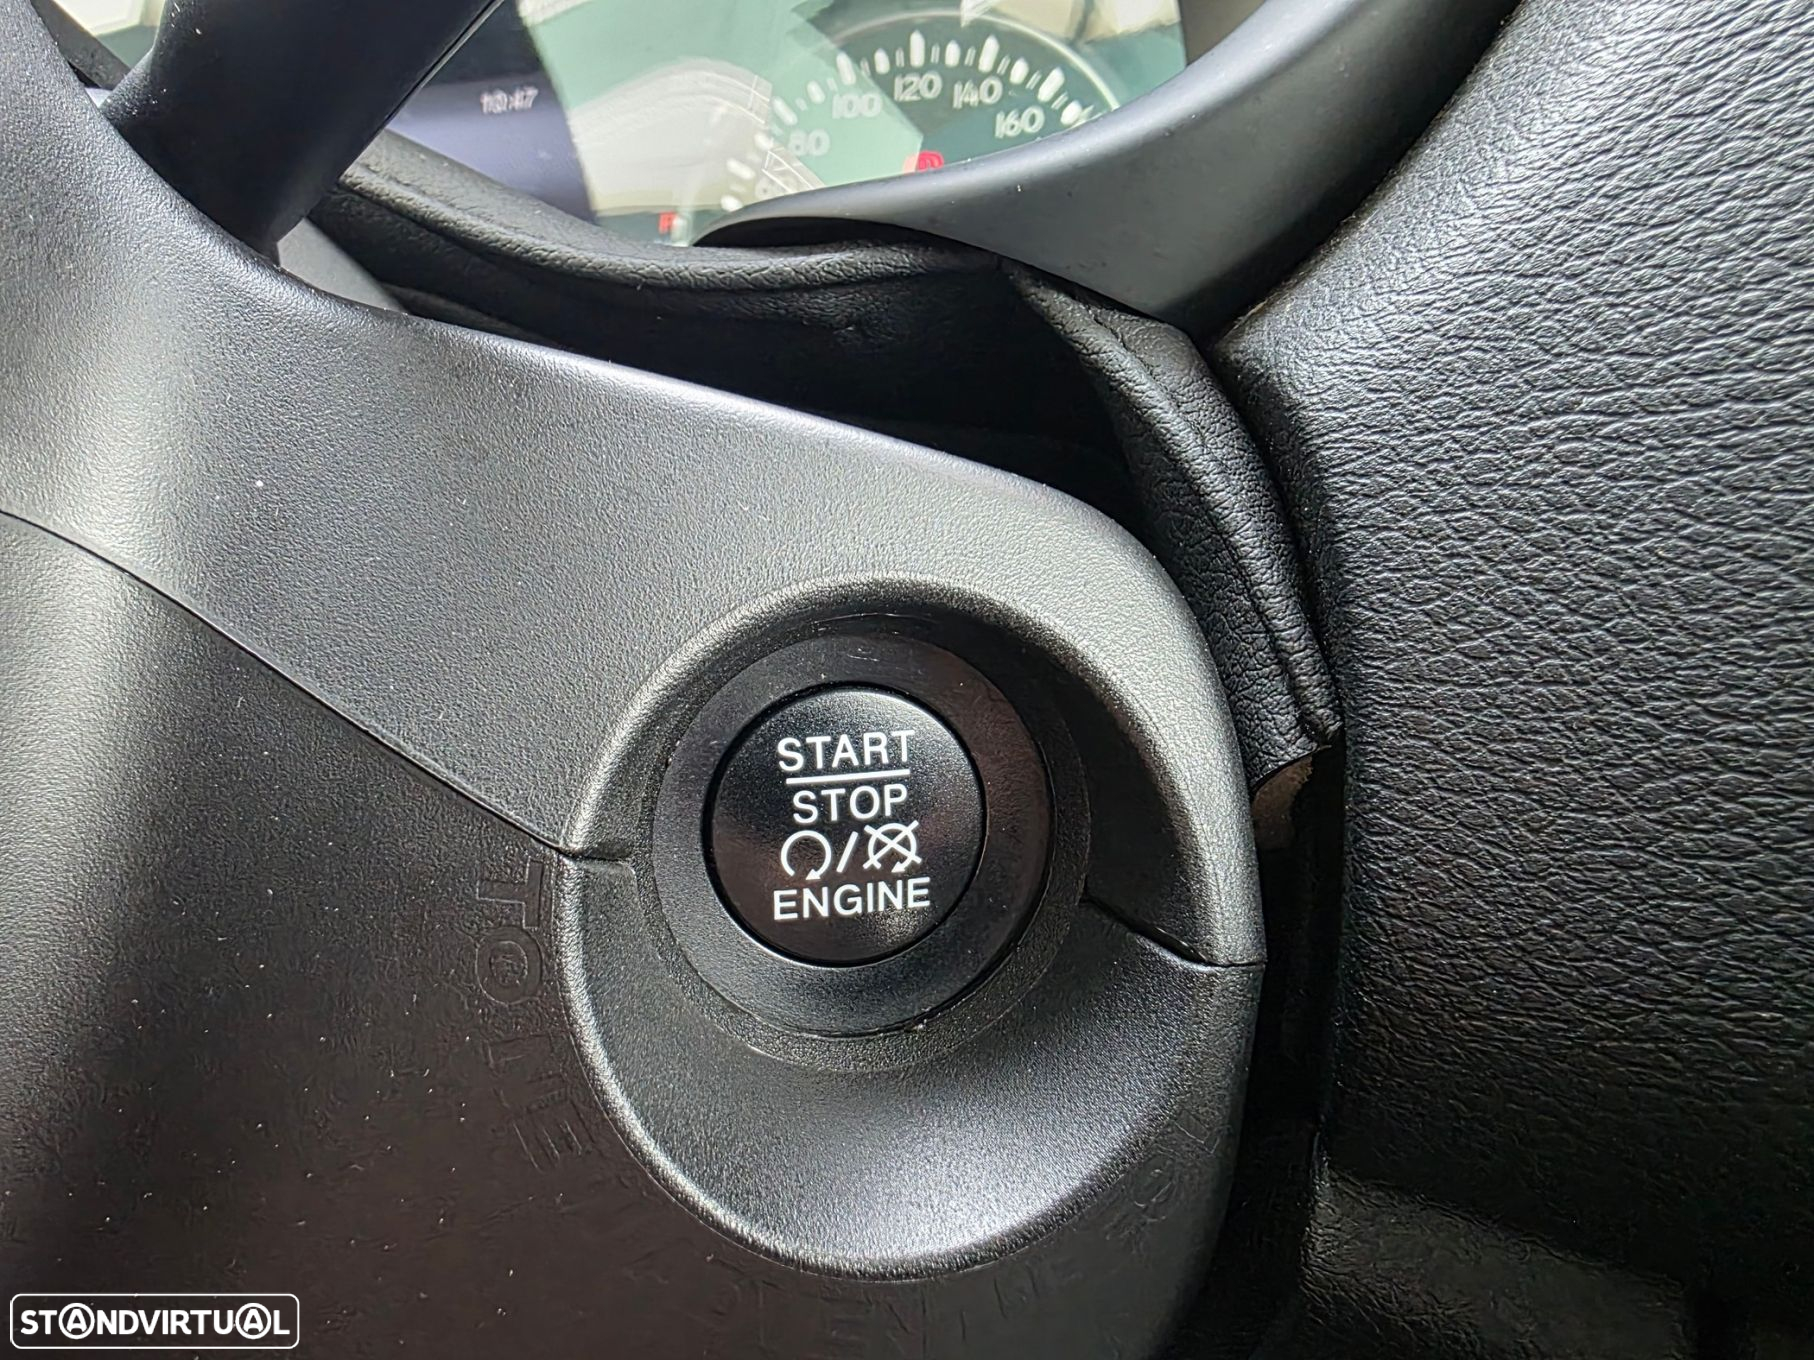 10:47
80 100 120 140 160
START
STOP
ENGINE
STANDVIRTUAL